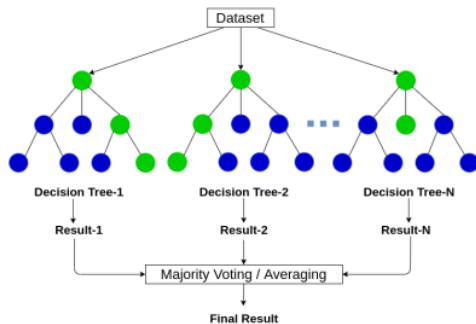 Dataset
Decision Tree-1
Decision Tree-2
Decision Tree-N
Result-1
Result-2
Result-N
Majority Voting / Averaging
Final Result